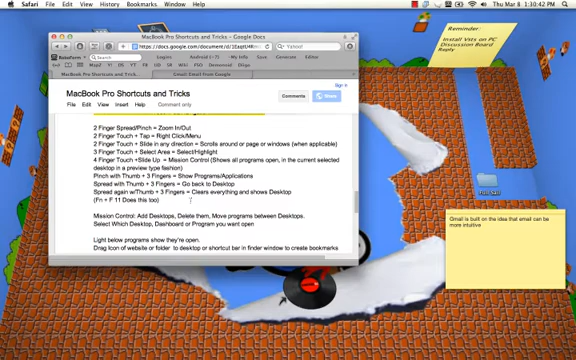 Safari File Edit View History Bookmarks Window Help
Thu Mar 8 1:30:42 PM
MacBook Pro Shortcuts and Tricks – Google Docs
Reminder:
Install Vists on PC
Discussion Board
Reply
MacBook Pro Shortcuts and Tricks
File Edit View Insert Help Comment only
Comments Share
2 Finger Spread/Pinch = Zoom In/Out
2 Finger Touch + Tap = Right Click/Menu
2 Finger Touch + Slide in any direction = Scrolls around or page or windows (when applicable)
3 Finger Touch + Select Area = Select/Highlight
4 Finger Touch +Slide Up = Mission Control (Shows all programs open, in the current selected
desktop in a preview type fashion)
Pinch with Thumb + 3 Fingers = Show Programs/Applications
Spread with Thumb + 3 Fingers = Go back to Desktop
Spread again w/Thumb + 3 Fingers = Clears everything and shows Desktop
(Fn + F 11 Does this too)
Mission Control: Add Desktops, Delete them, Move programs between Desktops.
Select Which Desktop, Dashboard or Program you want open
Light below programs show they're open.
Drag Icon of website or folder to desktop or shortcut bar in finder window to create bookmarks
Gmail is built on the idea that email can be
more intuitive